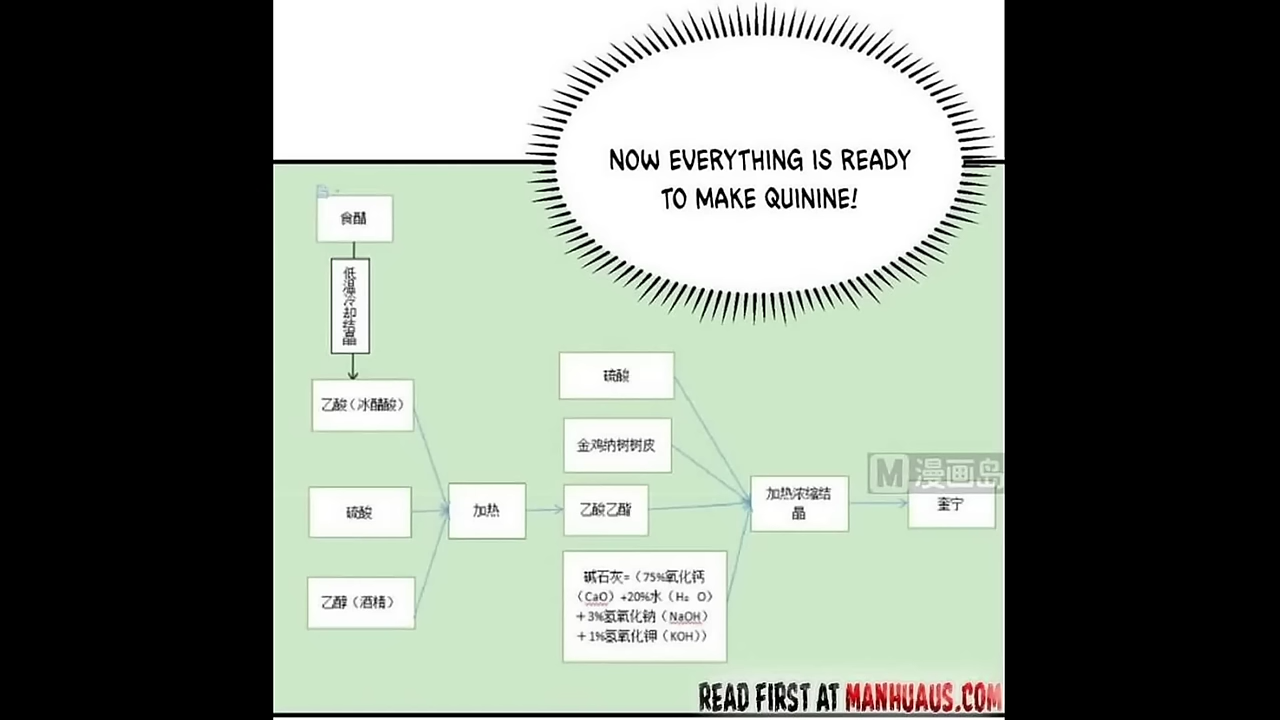 NOW EVERYTHING IS READY
TO MAKE QUININE!
食醋
低温冷却结晶
乙酸（冰醋酸）
硫酸
乙醇（酒精）
加热
硫酸
金鸡纳树树皮
乙酸乙酯
碱石灰=（75%氧化钙
（CaO）+20%水（H₂ O）
+3%氢氧化钠（NaOH）
+1%氢氧化钾（KOH））
加热浓缩结
晶
奎宁
M 漫画岛
READ FIRST AT MANHUAUS.COM